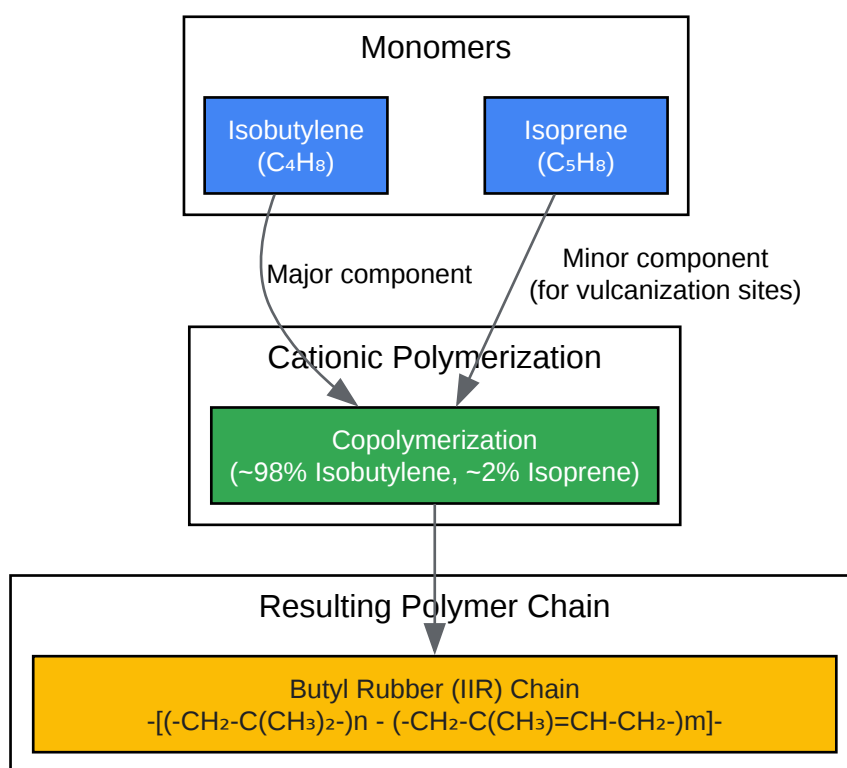 Monomers
Isobutylene
(C₄H₈)
Isoprene
(C₅H₈)
Major component
Minor component
(for vulcanization sites)
Cationic Polymerization
Copolymerization
(~98% Isobutylene, ~2% Isoprene)
Resulting Polymer Chain
Butyl Rubber (IIR) Chain
-[(-CH₂-C(CH₃)₂-)n - (-CH₂-C(CH₃)=CH-CH₂-)m]-